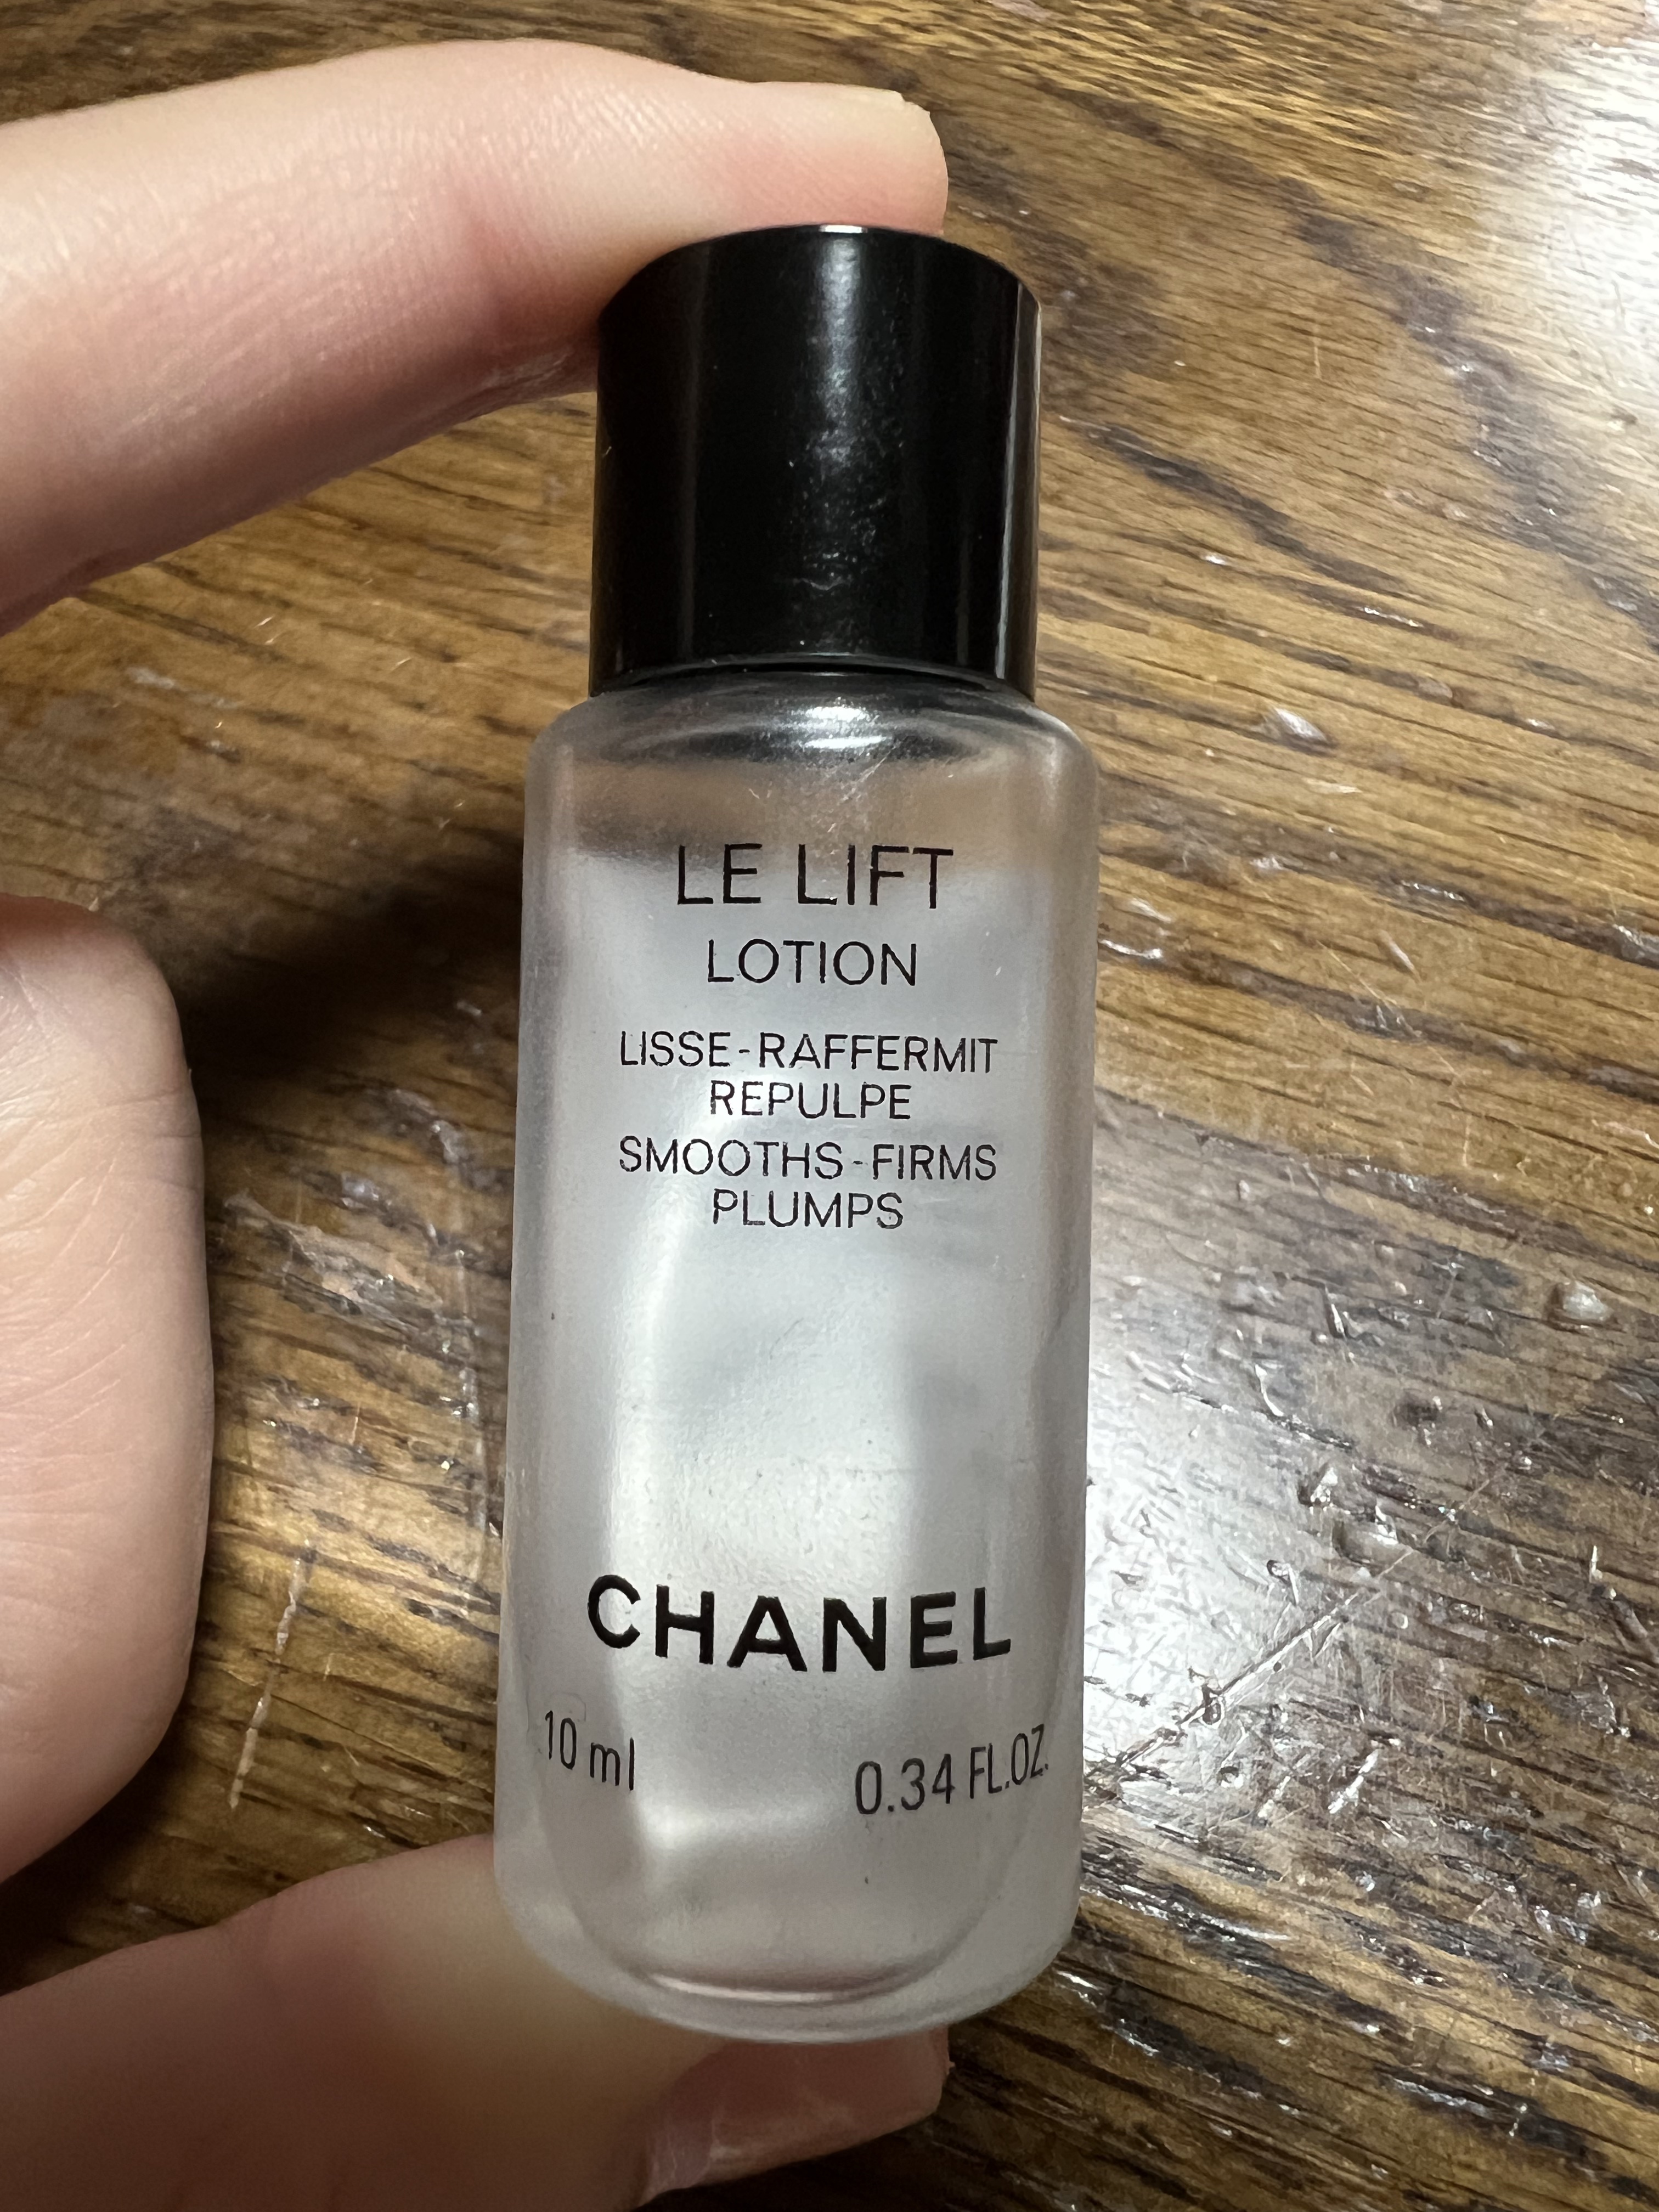 LE LIFT
LOTION
LISSE-RAFFERMIT
REPULPE
SMOOTHS-FIRMS
PLUMPS
CHANEL
10 ml 0.34 FL.OZ.